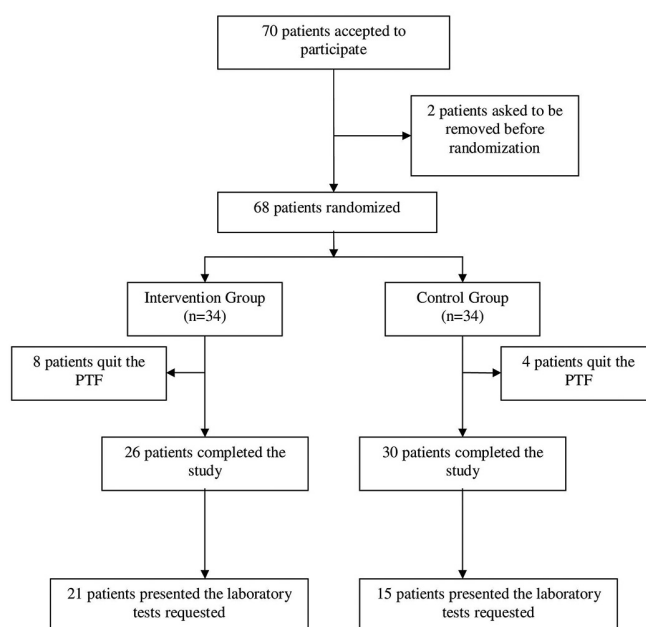 70 patients accepted to
participate
2 patients asked to be
removed before
randomization
68 patients randomized
Intervention Group
(n=34)
Control Group
(n=34)
8 patients quit the
PTF
4 patients quit the
PTF
26 patients completed the
study
30 patients completed the
study
21 patients presented the laboratory
tests requested
15 patients presented the laboratory
tests requested